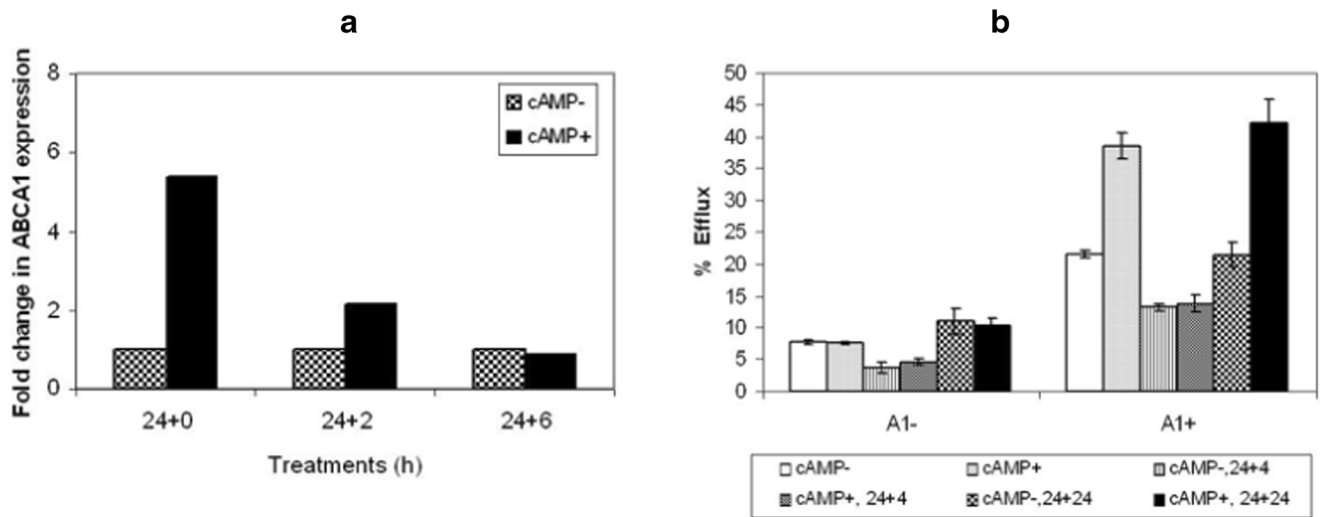 a
Fold change in ABCA1 expression
8
6
4
2
0
cAMP-
cAMP+
24+0
24+2
24+6
Treatments (h)
b
% Efflux
50
45
40
35
30
25
20
15
10
5
0
A1-
A1+
cAMP-
cAMP+
cAMP-,24+4
cAMP+, 24+4
cAMP-,24+24
cAMP+, 24+24